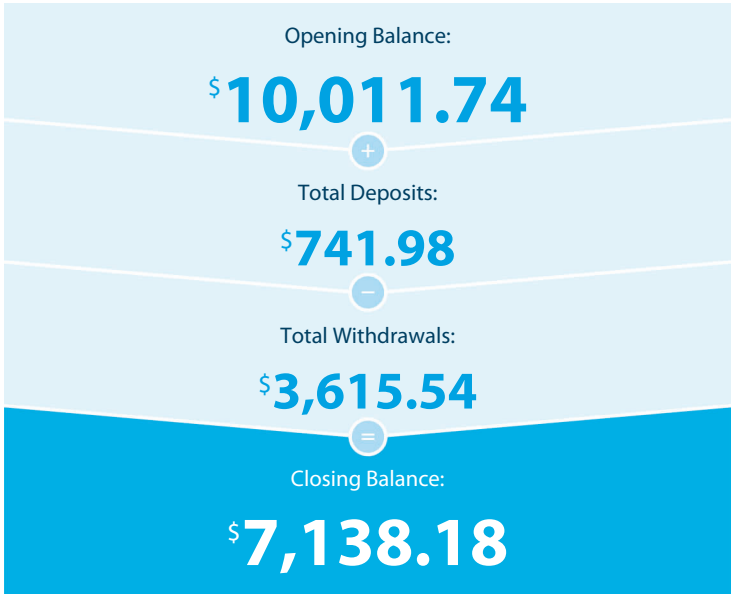 Opening Balance:
$10,011.74
+
Total Deposits:
$741.98
−
Total Withdrawals:
$3,615.54
=
Closing Balance:
$7,138.18